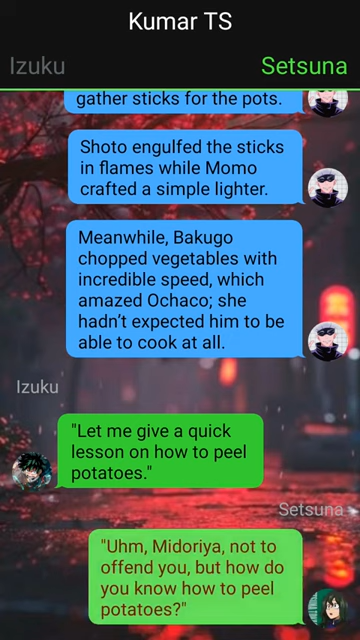 Kumar TS
Izuku
Setsuna
gather sticks for the pots.
Shoto engulfed the sticks
in flames while Momo
crafted a simple lighter.
Meanwhile, Bakugo
chopped vegetables with
incredible speed, which
amazed Ochaco; she
hadn't expected him to be
able to cook at all.
Izuku
"Let me give a quick
lesson on how to peel
potatoes."
Setsuna
"Uhm, Midoriya, not to
offend you, but how do
you know how to peel
potatoes?"